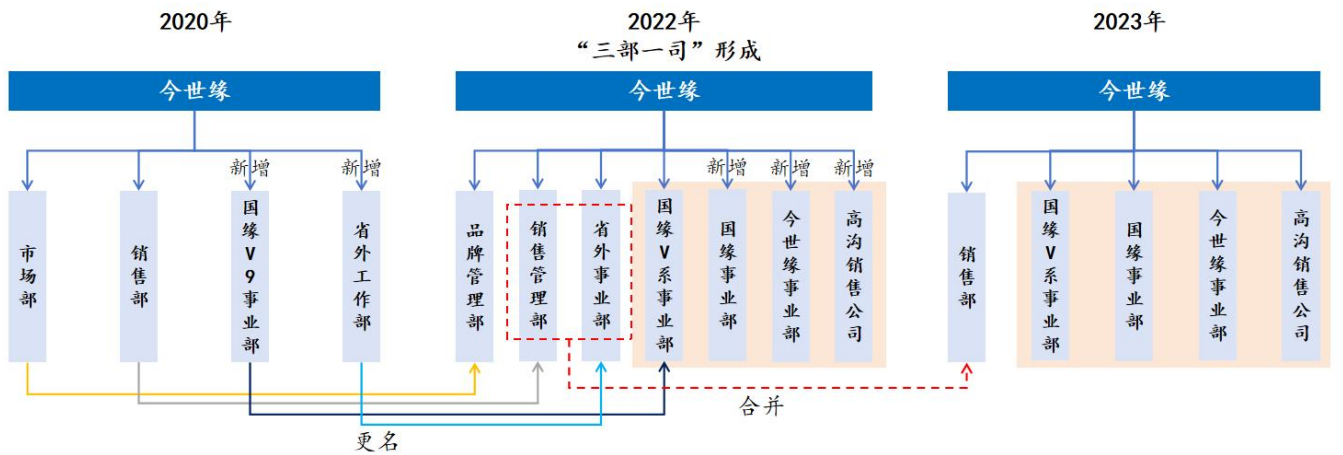 2020年
2022年
“三部一司”形成
2023年
今世缘
今世缘
今世缘
新增
新增
新增
新增
新增
市场部
销售部
国缘V9事业部
省外工作部
品牌管理部
销售管理部
省外事业部
国缘V系事业部
国缘事业部
今世缘事业部
高沟销售公司
销售部
国缘V系事业部
国缘事业部
今世缘事业部
高沟销售公司
更名
合并